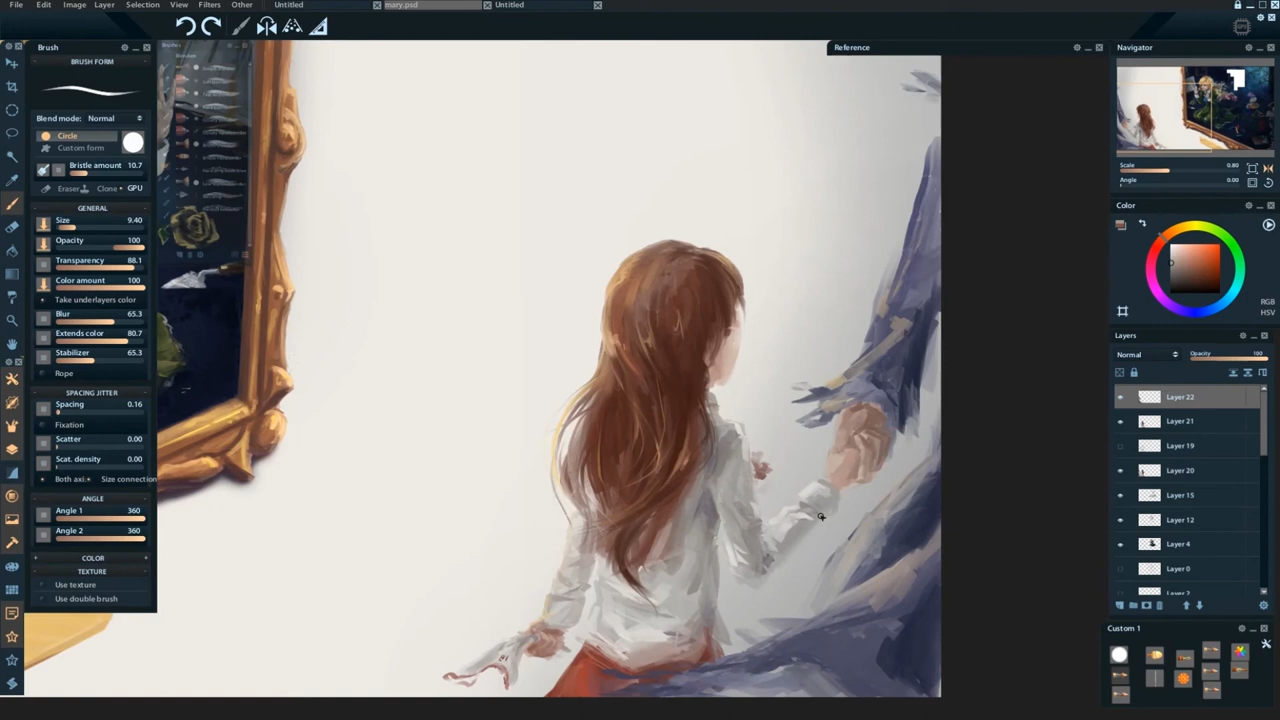 File Edit Image Layer Selection View Filters Other Untitled mary.psd Untitled
Brush
BRUSH FORM
Blend mode: Normal
Circle
Custom form
Bristle amount 10.7
Eraser Clone GPU
GENERAL
Size 9.40
Opacity 100
Transparency 88.1
Color amount 100
Take underlayers color
Blur 65.3
Extends color 80.7
Stabilizer 65.3
Rope
SPACING JITTER
Spacing 0.16
Fixation
Scatter 0.00
Scat. density 0.00
Both axi: Size connection
ANGLE
Angle 1 360
Angle 2 360
COLOR
TEXTURE
Use texture
Use double brush
Reference
Navigator
Scale 0.80
Angle 0.00
Color
RGB
HSV
Layers
Normal Opacity 100
Layer 22
Layer 21
Layer 19
Layer 20
Layer 15
Layer 12
Layer 4
Layer 0
Custom 1